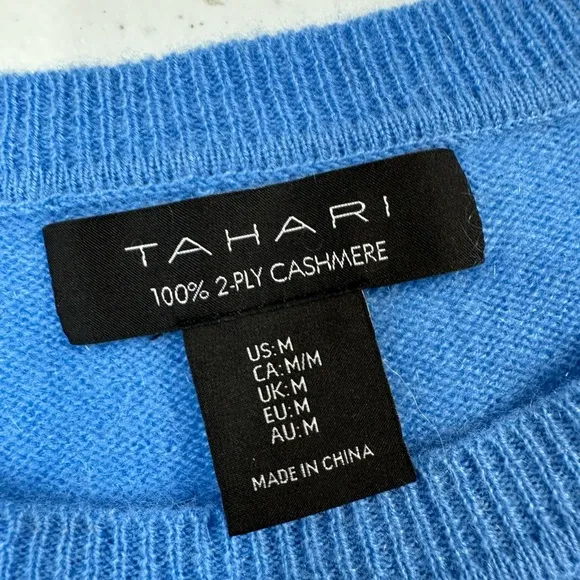 TAHARI
100% 2-PLY CASHMERE
US: M
CA: M/M
UK: M
EU: M
AU: M
MADE IN CHINA